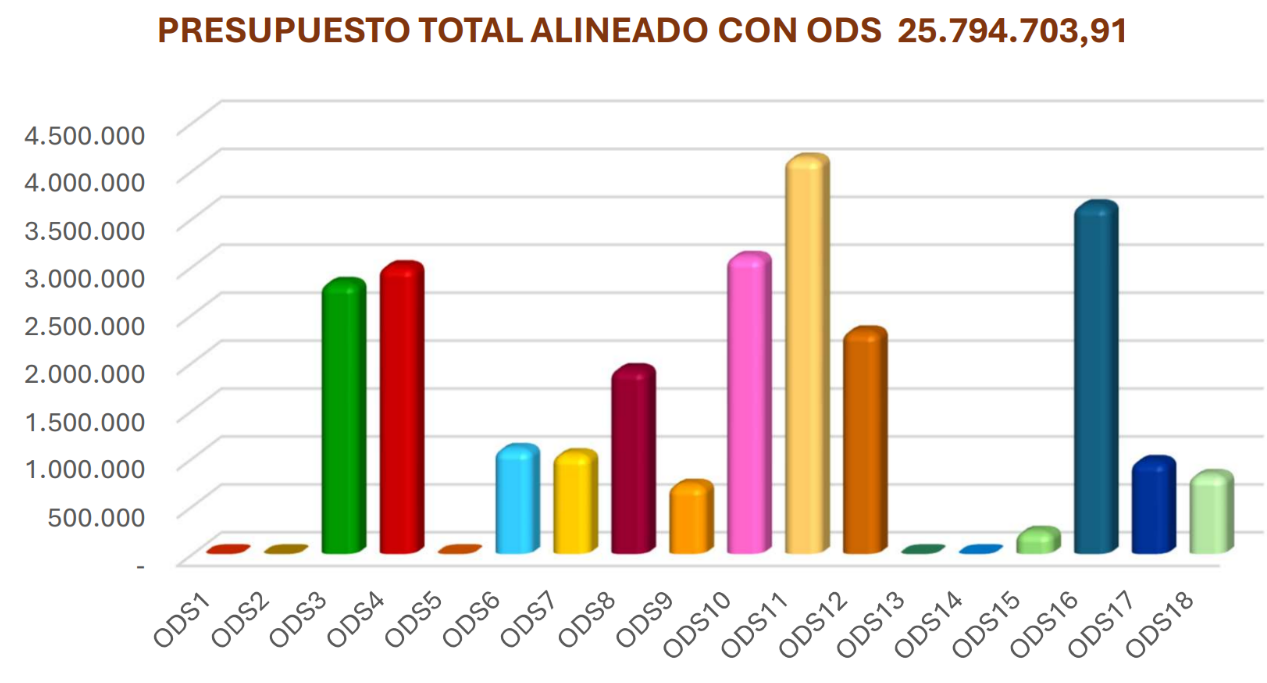 PRESUPUESTO TOTAL ALINEADO CON ODS 25.794.703,91
4.500.000
4.000.000
3.500.000
3.000.000
2.500.000
2.000.000
1.500.000
1.000.000
500.000
-
ODS1
ODS2
ODS3
ODS4
ODS5
ODS6
ODS7
ODS8
ODS9
ODS10
ODS11
ODS12
ODS13
ODS14
ODS15
ODS16
ODS17
ODS18